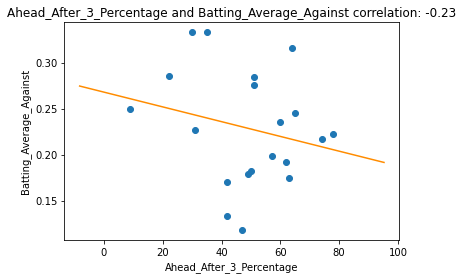 Ahead_After_3_Percentage and Batting_Average_Against correlation: -0.23
Batting_Average_Against
0.30
0.25
0.20
0.15
0 20 40 60 80 100
Ahead_After_3_Percentage